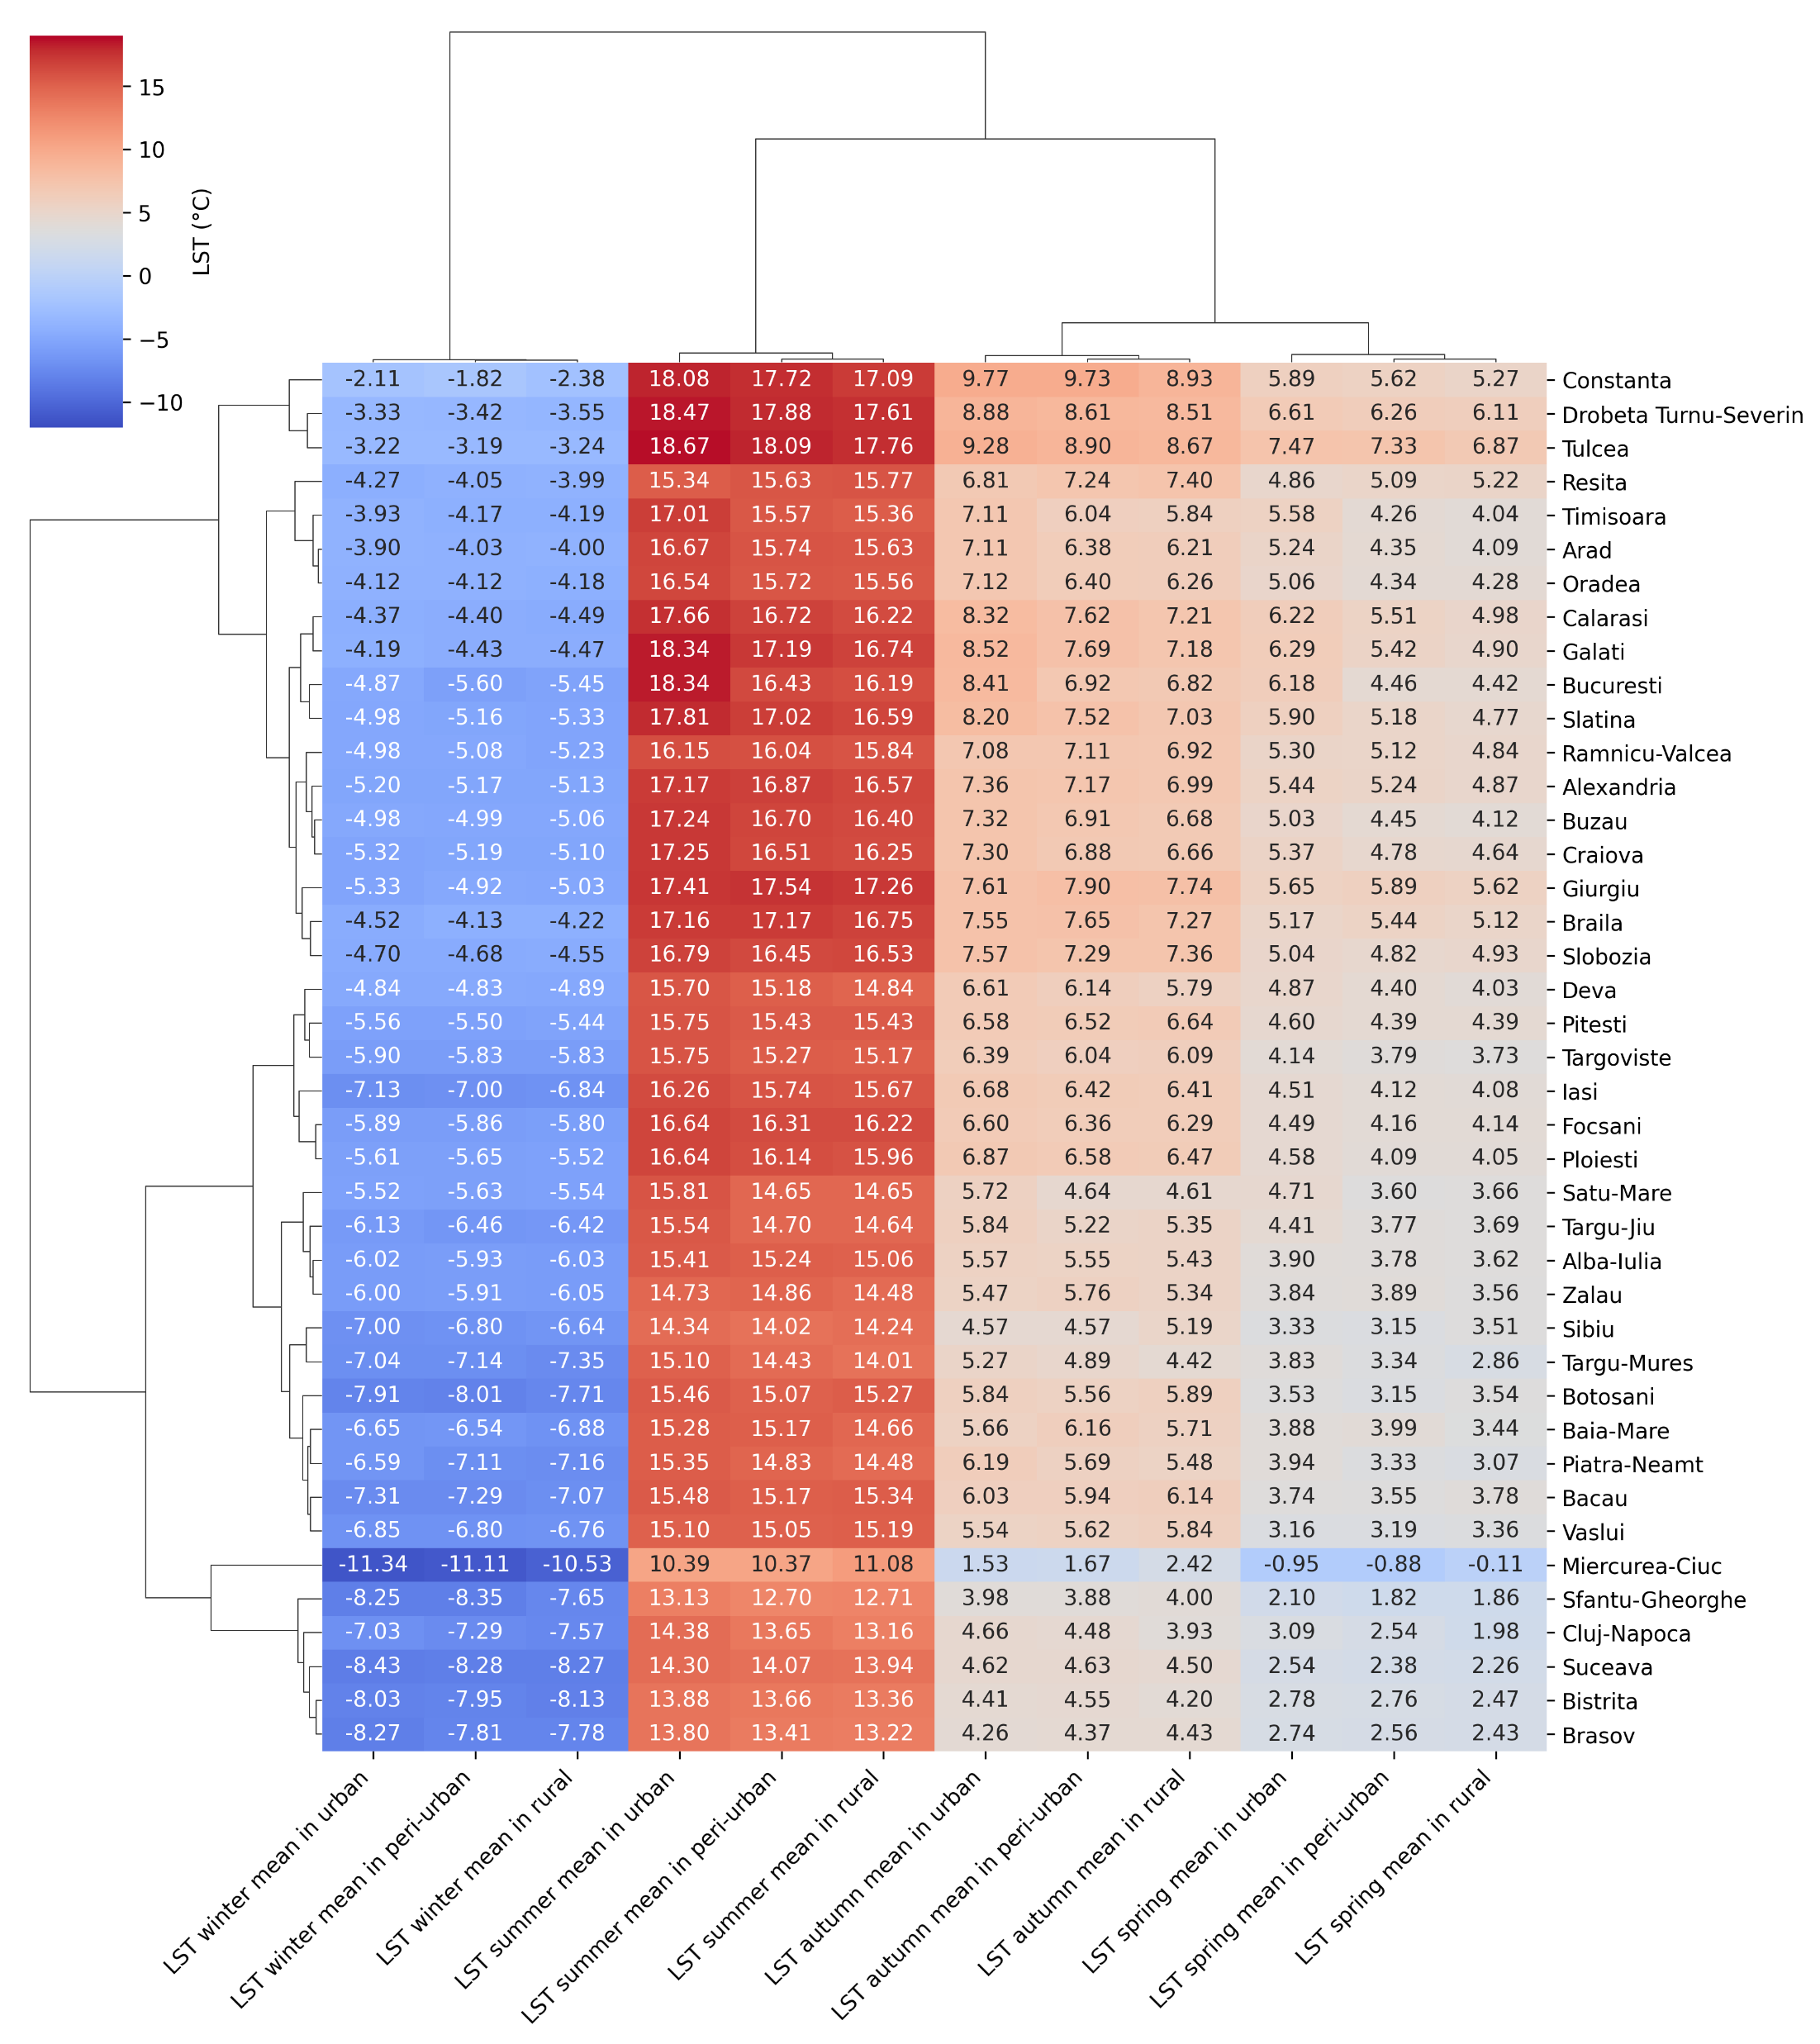 15
10
5
0
−5
−10
LST (°C)
-2.11 -1.82 -2.38 18.08 17.72 17.09 9.77 9.73 8.93 5.89 5.62 5.27 Constanta
-3.33 -3.42 -3.55 18.47 17.88 17.61 8.88 8.61 8.51 6.61 6.26 6.11 Drobeta Turnu-Severin
-3.22 -3.19 -3.24 18.67 18.09 17.76 9.28 8.90 8.67 7.47 7.33 6.87 Tulcea
-4.27 -4.05 -3.99 15.34 15.63 15.77 6.81 7.24 7.40 4.86 5.09 5.22 Resita
-3.93 -4.17 -4.19 17.01 15.57 15.36 7.11 6.04 5.84 5.58 4.26 4.04 Timisoara
-3.90 -4.03 -4.00 16.67 15.74 15.63 7.11 6.38 6.21 5.24 4.35 4.09 Arad
-4.12 -4.12 -4.18 16.54 15.72 15.56 7.12 6.40 6.26 5.06 4.34 4.28 Oradea
-4.37 -4.40 -4.49 17.66 16.72 16.22 8.32 7.62 7.21 6.22 5.51 4.98 Calarasi
-4.19 -4.43 -4.47 18.34 17.19 16.74 8.52 7.69 7.18 6.29 5.42 4.90 Galati
-4.87 -5.60 -5.45 18.34 16.43 16.19 8.41 6.92 6.82 6.18 4.46 4.42 Bucuresti
-4.98 -5.16 -5.33 17.81 17.02 16.59 8.20 7.52 7.03 5.90 5.18 4.77 Slatina
-4.98 -5.08 -5.23 16.15 16.04 15.84 7.08 7.11 6.92 5.30 5.12 4.84 Ramnicu-Valcea
-5.20 -5.17 -5.13 17.17 16.87 16.57 7.36 7.17 6.99 5.44 5.24 4.87 Alexandria
-4.98 -4.99 -5.06 17.24 16.70 16.40 7.32 6.91 6.68 5.03 4.45 4.12 Buzau
-5.32 -5.19 -5.10 17.25 16.51 16.25 7.30 6.88 6.66 5.37 4.78 4.64 Craiova
-5.33 -4.92 -5.03 17.41 17.54 17.26 7.61 7.90 7.74 5.65 5.89 5.62 Giurgiu
-4.52 -4.13 -4.22 17.16 17.17 16.75 7.55 7.65 7.27 5.17 5.44 5.12 Braila
-4.70 -4.68 -4.55 16.79 16.45 16.53 7.57 7.29 7.36 5.04 4.82 4.93 Slobozia
-4.84 -4.83 -4.89 15.70 15.18 14.84 6.61 6.14 5.79 4.87 4.40 4.03 Deva
-5.56 -5.50 -5.44 15.75 15.43 15.43 6.58 6.52 6.64 4.60 4.39 4.39 Pitesti
-5.90 -5.83 -5.83 15.75 15.27 15.17 6.39 6.04 6.09 4.14 3.79 3.73 Targoviste
-7.13 -7.00 -6.84 16.26 15.74 15.67 6.68 6.42 6.41 4.51 4.12 4.08 Iasi
-5.89 -5.86 -5.80 16.64 16.31 16.22 6.60 6.36 6.29 4.49 4.16 4.14 Focsani
-5.61 -5.65 -5.52 16.64 16.14 15.96 6.87 6.58 6.47 4.58 4.09 4.05 Ploiesti
-5.52 -5.63 -5.54 15.81 14.65 14.65 5.72 4.64 4.61 4.71 3.60 3.66 Satu-Mare
-6.13 -6.46 -6.42 15.54 14.70 14.64 5.84 5.22 5.35 4.41 3.77 3.69 Targu-Jiu
-6.02 -5.93 -6.03 15.41 15.24 15.06 5.57 5.55 5.43 3.90 3.78 3.62 Alba-Iulia
-6.00 -5.91 -6.05 14.73 14.86 14.48 5.47 5.76 5.34 3.84 3.89 3.56 Zalau
-7.00 -6.80 -6.64 14.34 14.02 14.24 4.57 4.57 5.19 3.33 3.15 3.51 Sibiu
-7.04 -7.14 -7.35 15.10 14.43 14.01 5.27 4.89 4.42 3.83 3.34 2.86 Targu-Mures
-7.91 -8.01 -7.71 15.46 15.07 15.27 5.84 5.56 5.89 3.53 3.15 3.54 Botosani
-6.65 -6.54 -6.88 15.28 15.17 14.66 5.66 6.16 5.71 3.88 3.99 3.44 Baia-Mare
-6.59 -7.11 -7.16 15.35 14.83 14.48 6.19 5.69 5.48 3.94 3.33 3.07 Piatra-Neamt
-7.31 -7.29 -7.07 15.48 15.17 15.34 6.03 5.94 6.14 3.74 3.55 3.78 Bacau
-6.85 -6.80 -6.76 15.10 15.05 15.19 5.54 5.62 5.84 3.16 3.19 3.36 Vaslui
-11.34 -11.11 -10.53 10.39 10.37 11.08 1.53 1.67 2.42 -0.95 -0.88 -0.11 Miercurea-Ciuc
-8.25 -8.35 -7.65 13.13 12.70 12.71 3.98 3.88 4.00 2.10 1.82 1.86 Sfantu-Gheorghe
-7.03 -7.29 -7.57 14.38 13.65 13.16 4.66 4.48 3.93 3.09 2.54 1.98 Cluj-Napoca
-8.43 -8.28 -8.27 14.30 14.07 13.94 4.62 4.63 4.50 2.54 2.38 2.26 Suceava
-8.03 -7.95 -8.13 13.88 13.66 13.36 4.41 4.55 4.20 2.78 2.76 2.47 Bistrita
-8.27 -7.81 -7.78 13.80 13.41 13.22 4.26 4.37 4.43 2.74 2.56 2.43 Brasov
LST winter mean in urban
LST winter mean in peri-urban
LST winter mean in rural
LST summer mean in urban
LST summer mean in peri-urban
LST summer mean in rural
LST autumn mean in urban
LST autumn mean in peri-urban
LST autumn mean in rural
LST spring mean in urban
LST spring mean in peri-urban
LST spring mean in rural